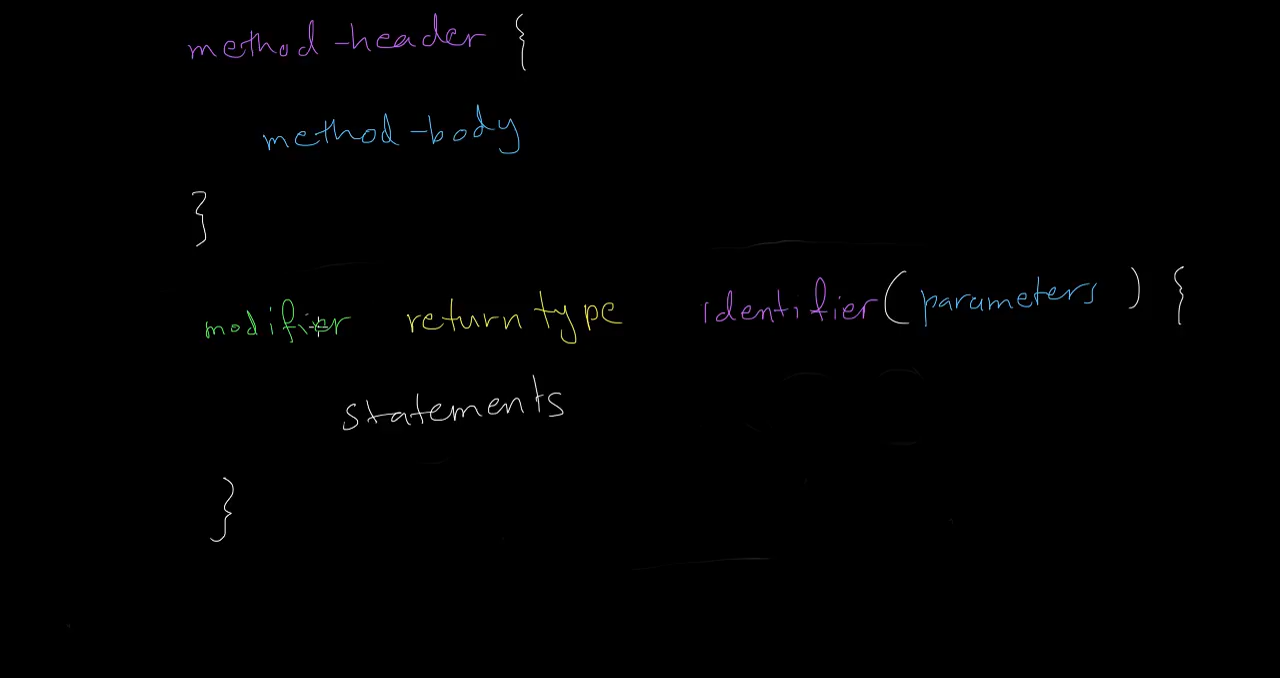 method-header {
method-body
}
modifier returntype identifier(parameters) {
statements
}